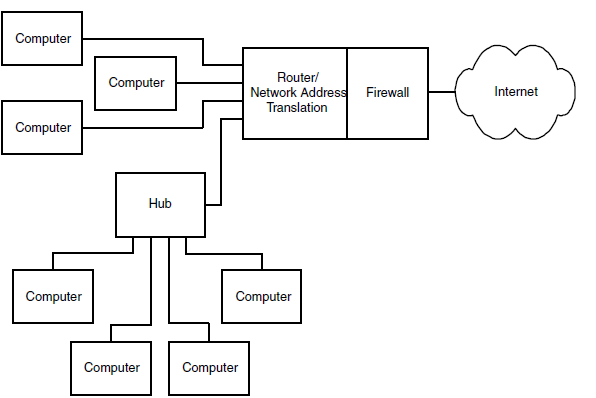 Computer
Computer
Computer
Router/
Network Address
Translation
Firewall
Internet
Hub
Computer
Computer
Computer
Computer